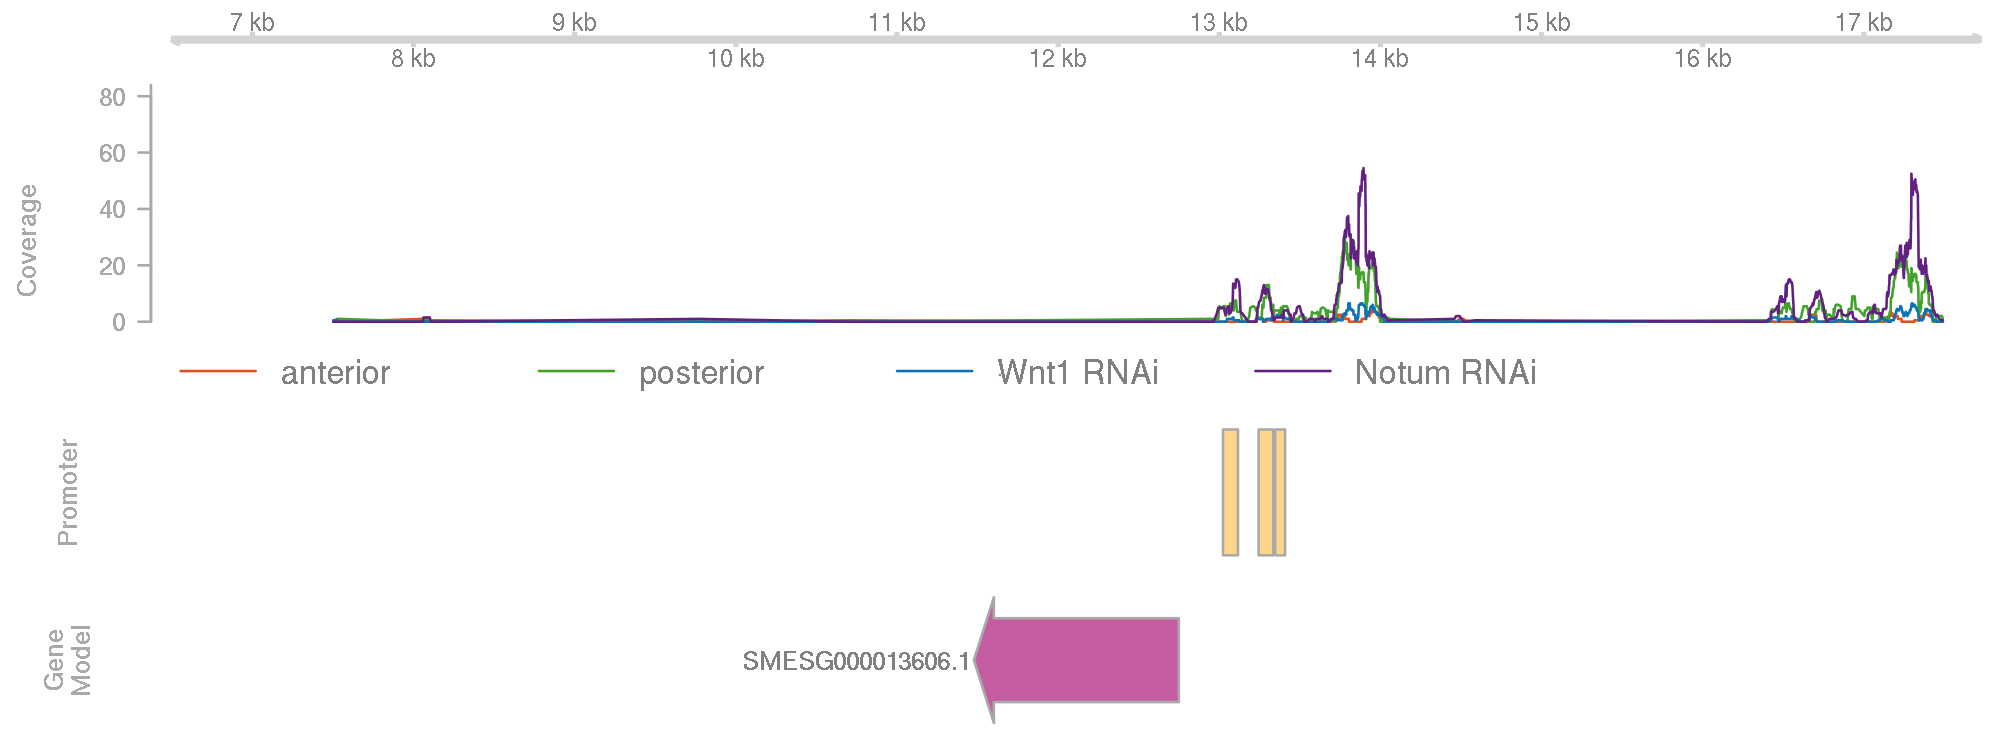 7 kb 9 kb 11 kb 13 kb 15 kb 17 kb
8 kb 10 kb 12 kb 14 kb 16 kb
Coverage
80
60
40
20
0
anterior posterior Wnt1 RNAi Notum RNAi
Promoter
Gene
Model
SMESG000013606.1